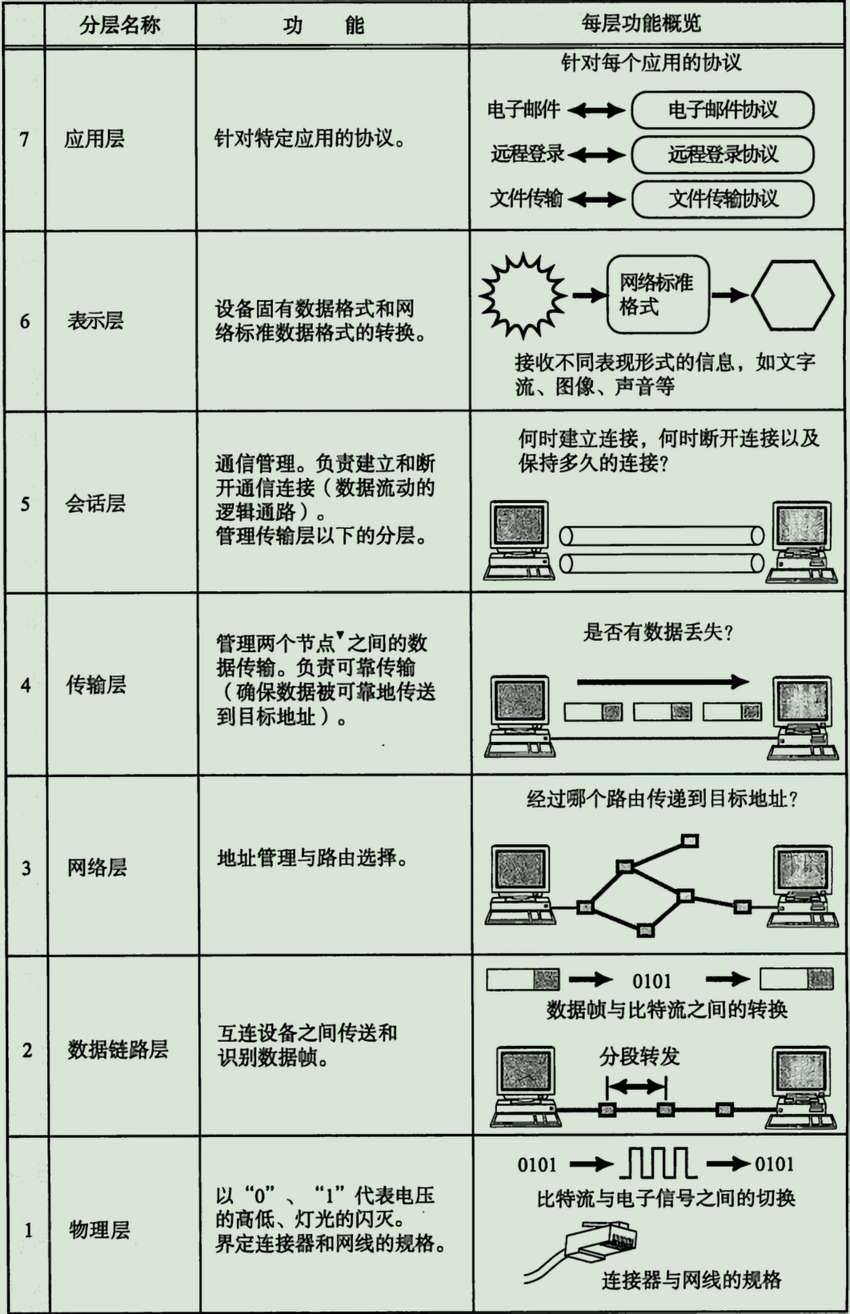 分层名称 功 能 每层功能概览
7 应用层 针对特定应用的协议。
针对每个应用的协议
电子邮件 电子邮件协议
远程登录 远程登录协议
文件传输 文件传输协议
6 表示层
设备固有数据格式和网
络标准数据格式的转换。
网络标准
格式
接收不同表现形式的信息，如文字
流、图像、声音等
5 会话层
通信管理。负责建立和断
开通信连接（数据流动的
逻辑通路）。
管理传输层以下的分层。
何时建立连接，何时断开连接以及
保持多久的连接？
4 传输层
管理两个节点▼之间的数
据传输。负责可靠传输
（确保数据被可靠地传送
到目标地址）。
是否有数据丢失？
3 网络层 地址管理与路由选择。
经过哪个路由传递到目标地址？
2 数据链路层
互连设备之间传送和
识别数据帧。
0101
数据帧与比特流之间的转换
分段转发
1 物理层
以“0”、“1”代表电压
的高低、灯光的闪灭。
界定连接器和网线的规格。
0101 0101
比特流与电子信号之间的切换
连接器与网线的规格